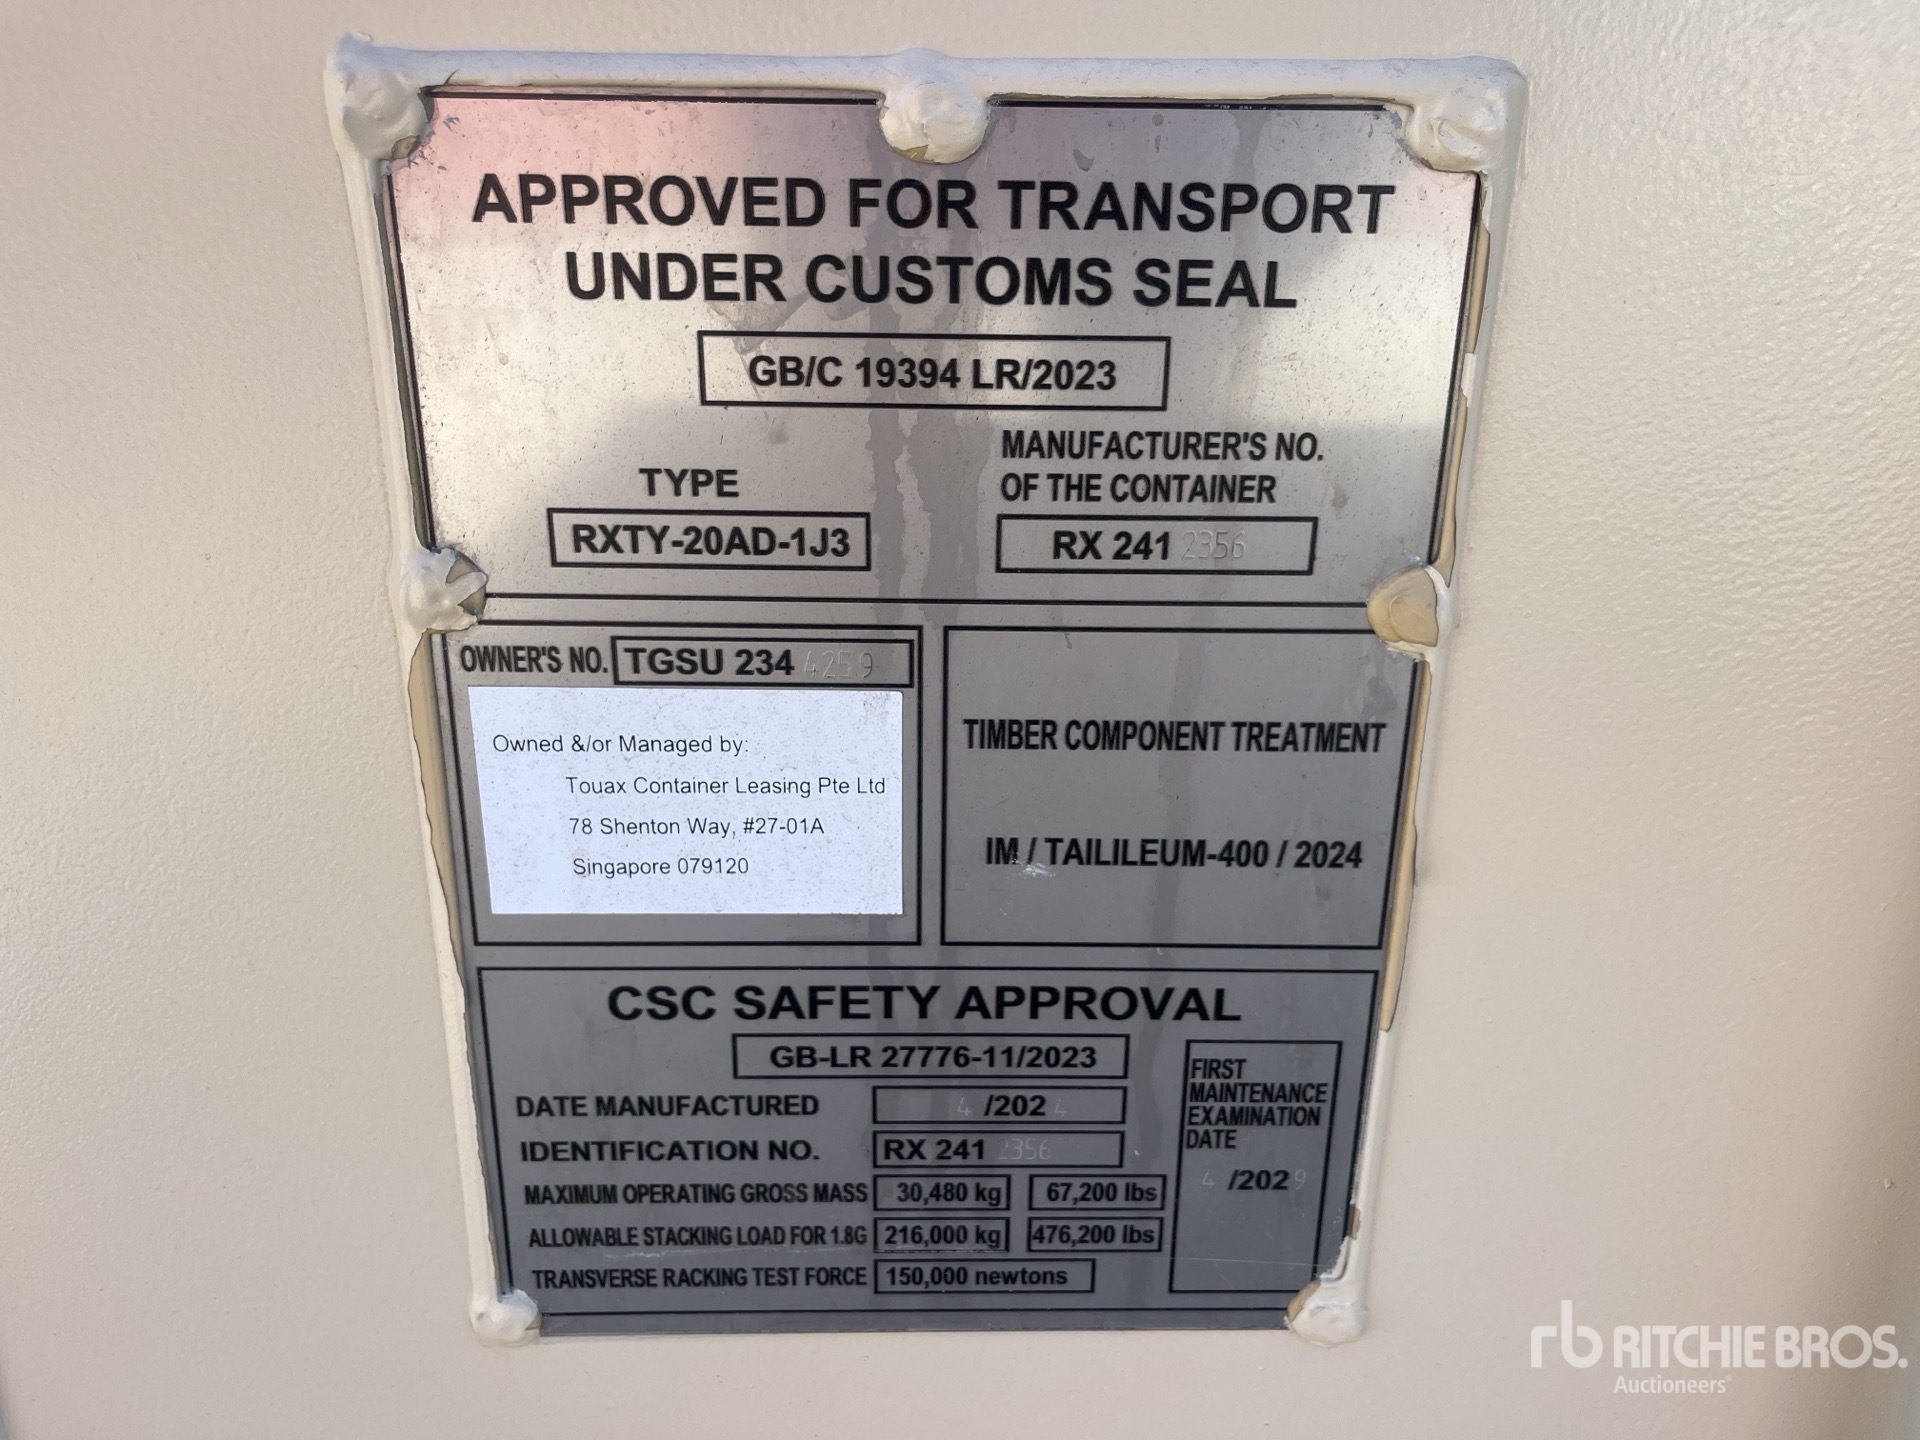 APPROVED FOR TRANSPORT
UNDER CUSTOMS SEAL
GB/C 19394 LR/2023
TYPE
RXTY-20AD-1J3
MANUFACTURER'S NO.
OF THE CONTAINER
RX 241 2356
OWNER'S NO. TGSU 234 4259
Owned &/or Managed by:
Touax Container Leasing Pte Ltd
78 Shenton Way, #27-01A
Singapore 079120
TIMBER COMPONENT TREATMENT
IM / TAILILEUM-400 / 2024
CSC SAFETY APPROVAL
GB-LR 27776-11/2023
DATE MANUFACTURED 4 /2024
IDENTIFICATION NO. RX 241 2356
MAXIMUM OPERATING GROSS MASS 30,480 kg 67,200 lbs
ALLOWABLE STACKING LOAD FOR 1.8G 216,000 kg 476,200 lbs
TRANSVERSE RACKING TEST FORCE 150,000 newtons
FIRST
MAINTENANCE
EXAMINATION
DATE
4 /2029
rb RITCHIE BROS.
Auctioneers